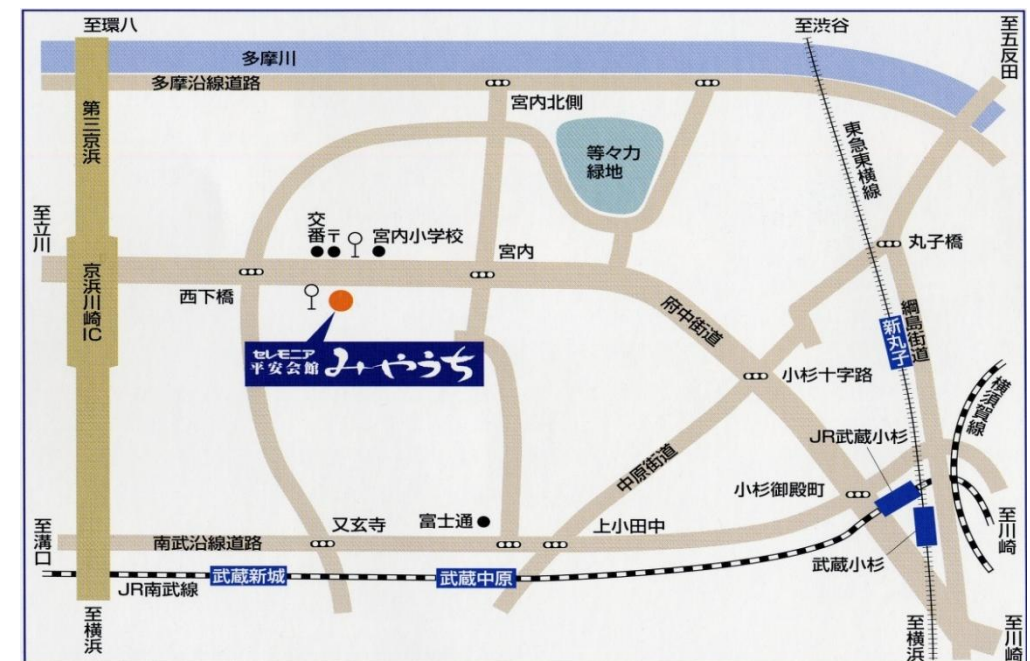 至環八
至渋谷
至五反田
多摩川
多摩沿線道路
宮内北側
第三京浜
等々力
緑地
東急東横線
至立川
交番
〒
宮内小学校
宮内
丸子橋
京浜川崎IC
西下橋
府中街道
綱島街道
新丸子
セレモニア
平安会館
みやうち
小杉十字路
横須賀線
JR武蔵小杉
中原街道
小杉御殿町
至溝口
又玄寺
富士通
上小田中
至川崎
南武沿線道路
武蔵新城
武蔵中原
武蔵小杉
JR南武線
至横浜
至横浜
至川崎